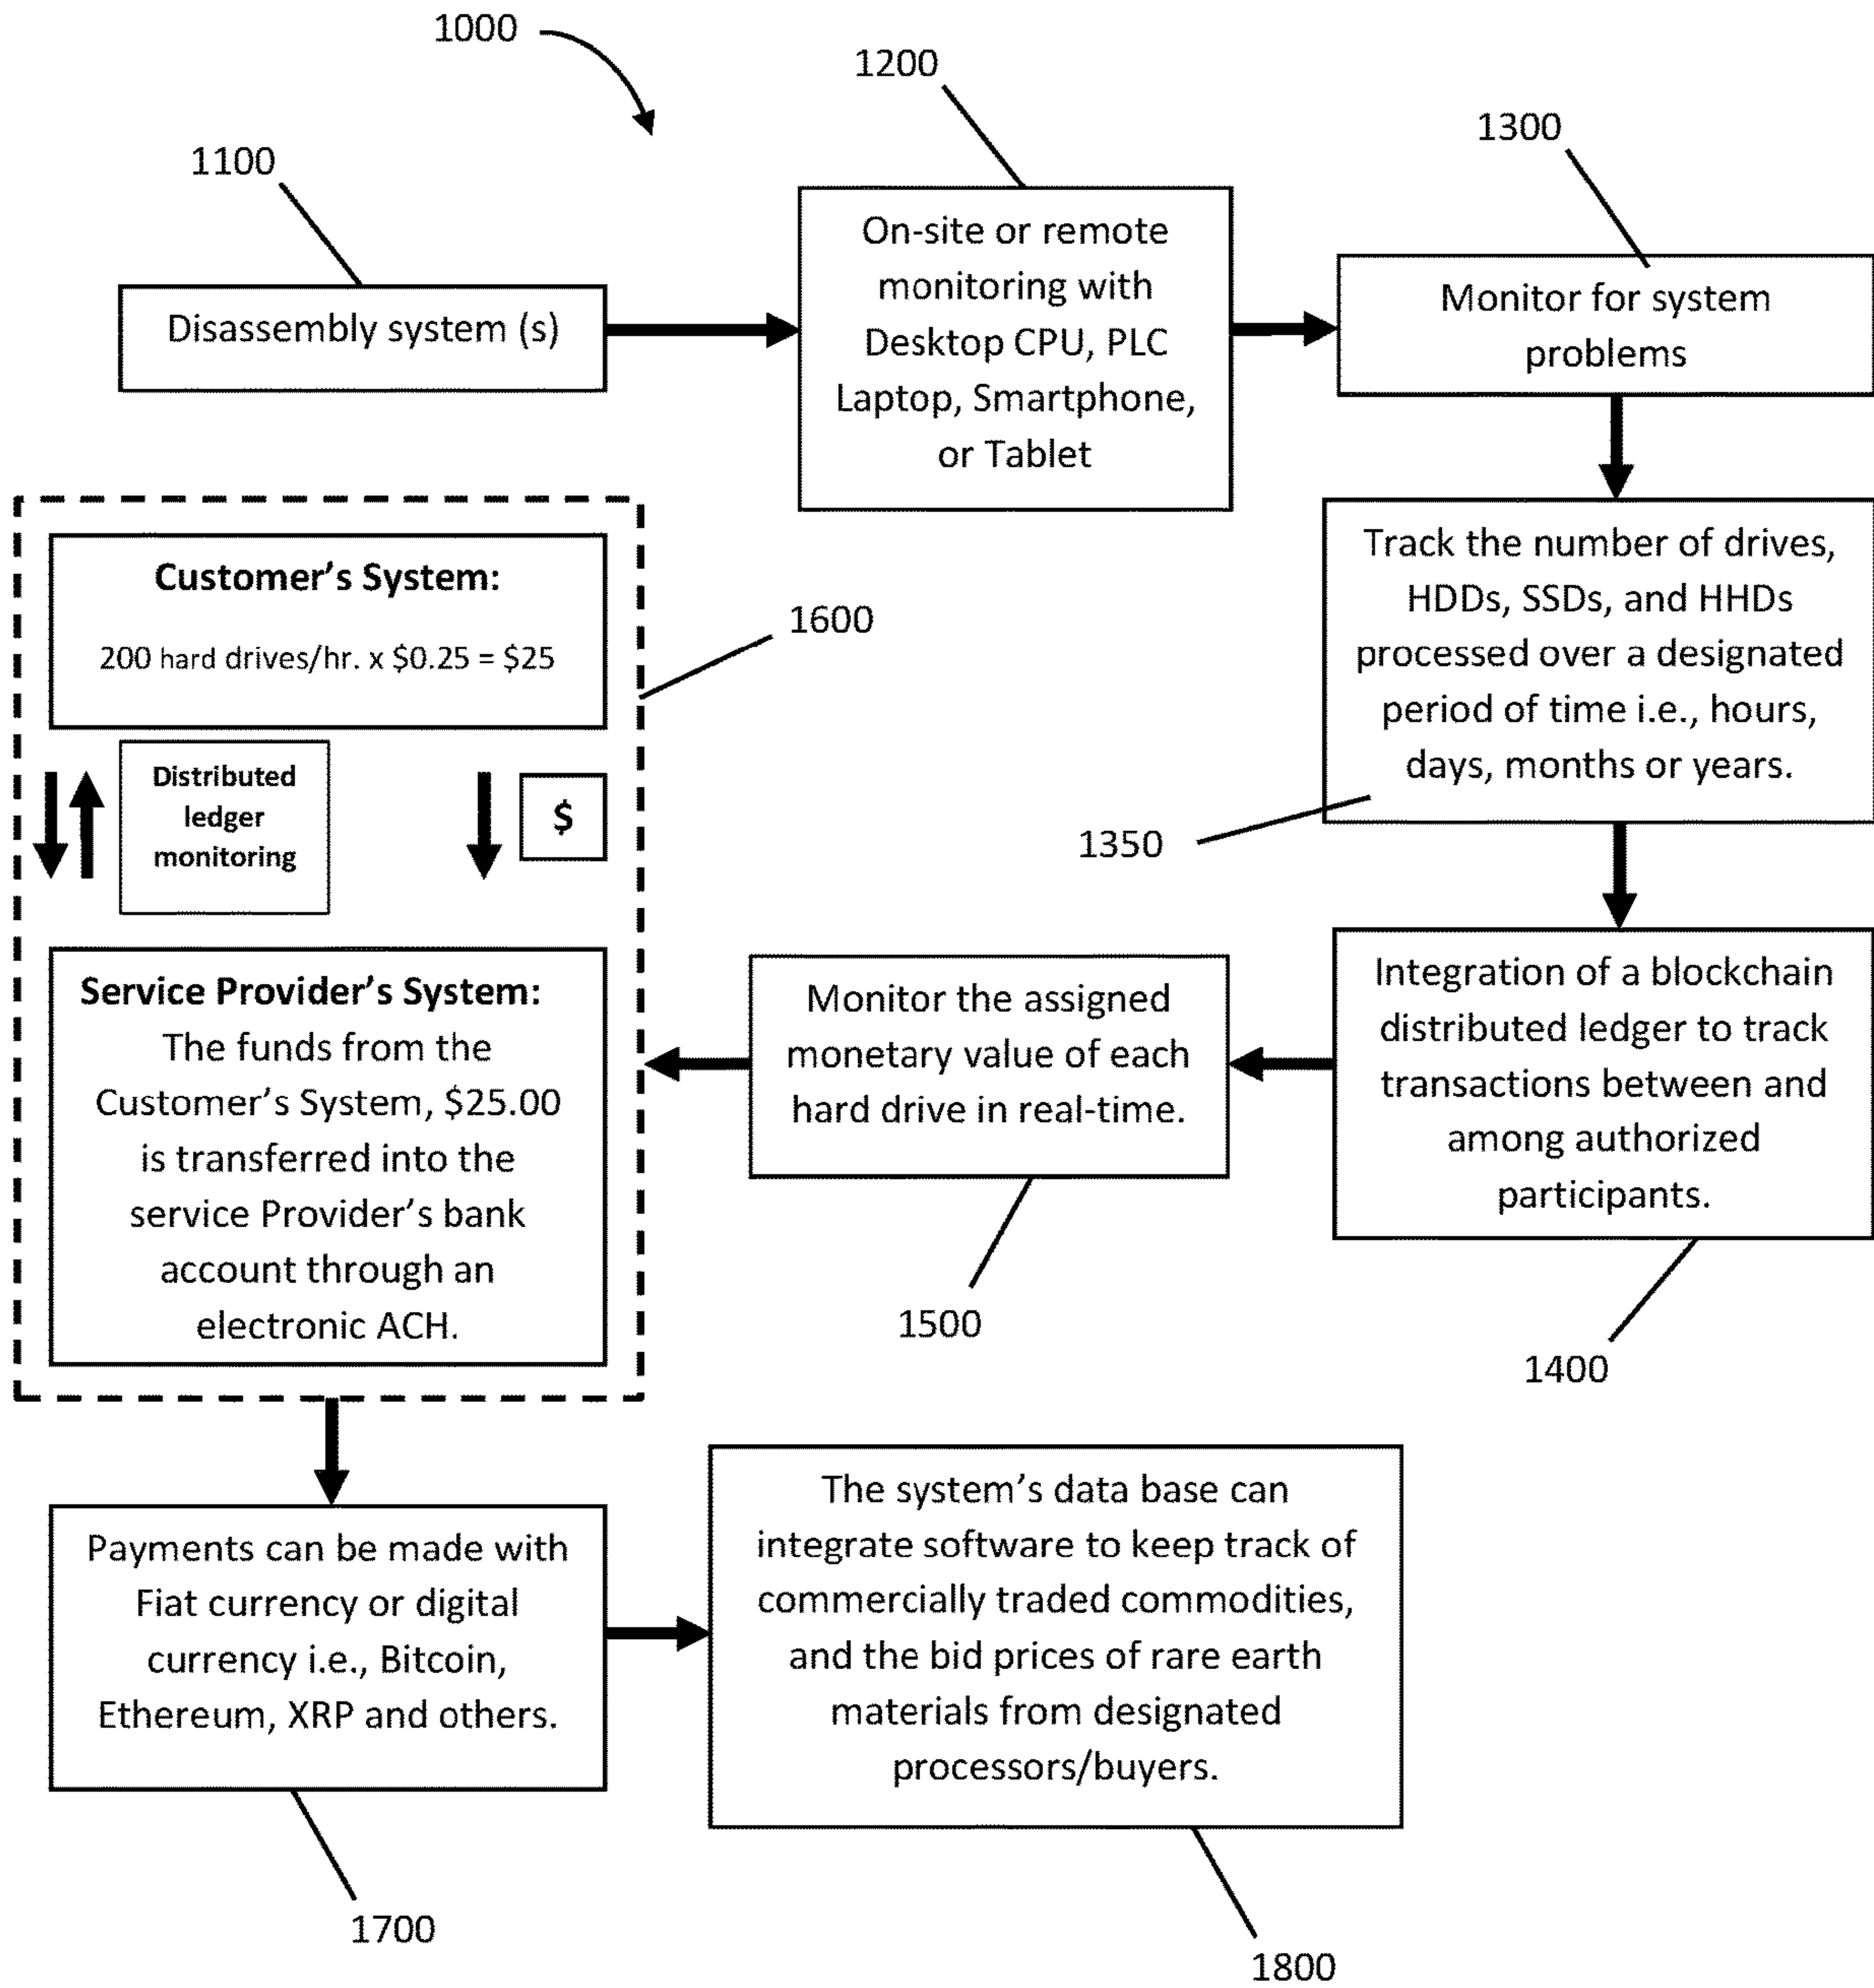 1000
1200
1300
1100
Disassembly system (s)
On-site or remote
monitoring with
Desktop CPU, PLC
Laptop, Smartphone,
or Tablet
Monitor for system
problems
Track the number of drives,
HDDs, SSDs, and HHDs
processed over a designated
period of time i.e., hours,
days, months or years.
1350
Integration of a blockchain
distributed ledger to track
transactions between and
among authorized
participants.
1400
Monitor the assigned
monetary value of each
hard drive in real-time.
1500
1600
Customer's System:
200 hard drives/hr. x $0.25 = $25
Distributed
ledger
monitoring
$
Service Provider's System:
The funds from the
Customer's System, $25.00
is transferred into the
service Provider's bank
account through an
electronic ACH.
Payments can be made with
Fiat currency or digital
currency i.e., Bitcoin,
Ethereum, XRP and others.
1700
The system's data base can
integrate software to keep track of
commercially traded commodities,
and the bid prices of rare earth
materials from designated
processors/buyers.
1800